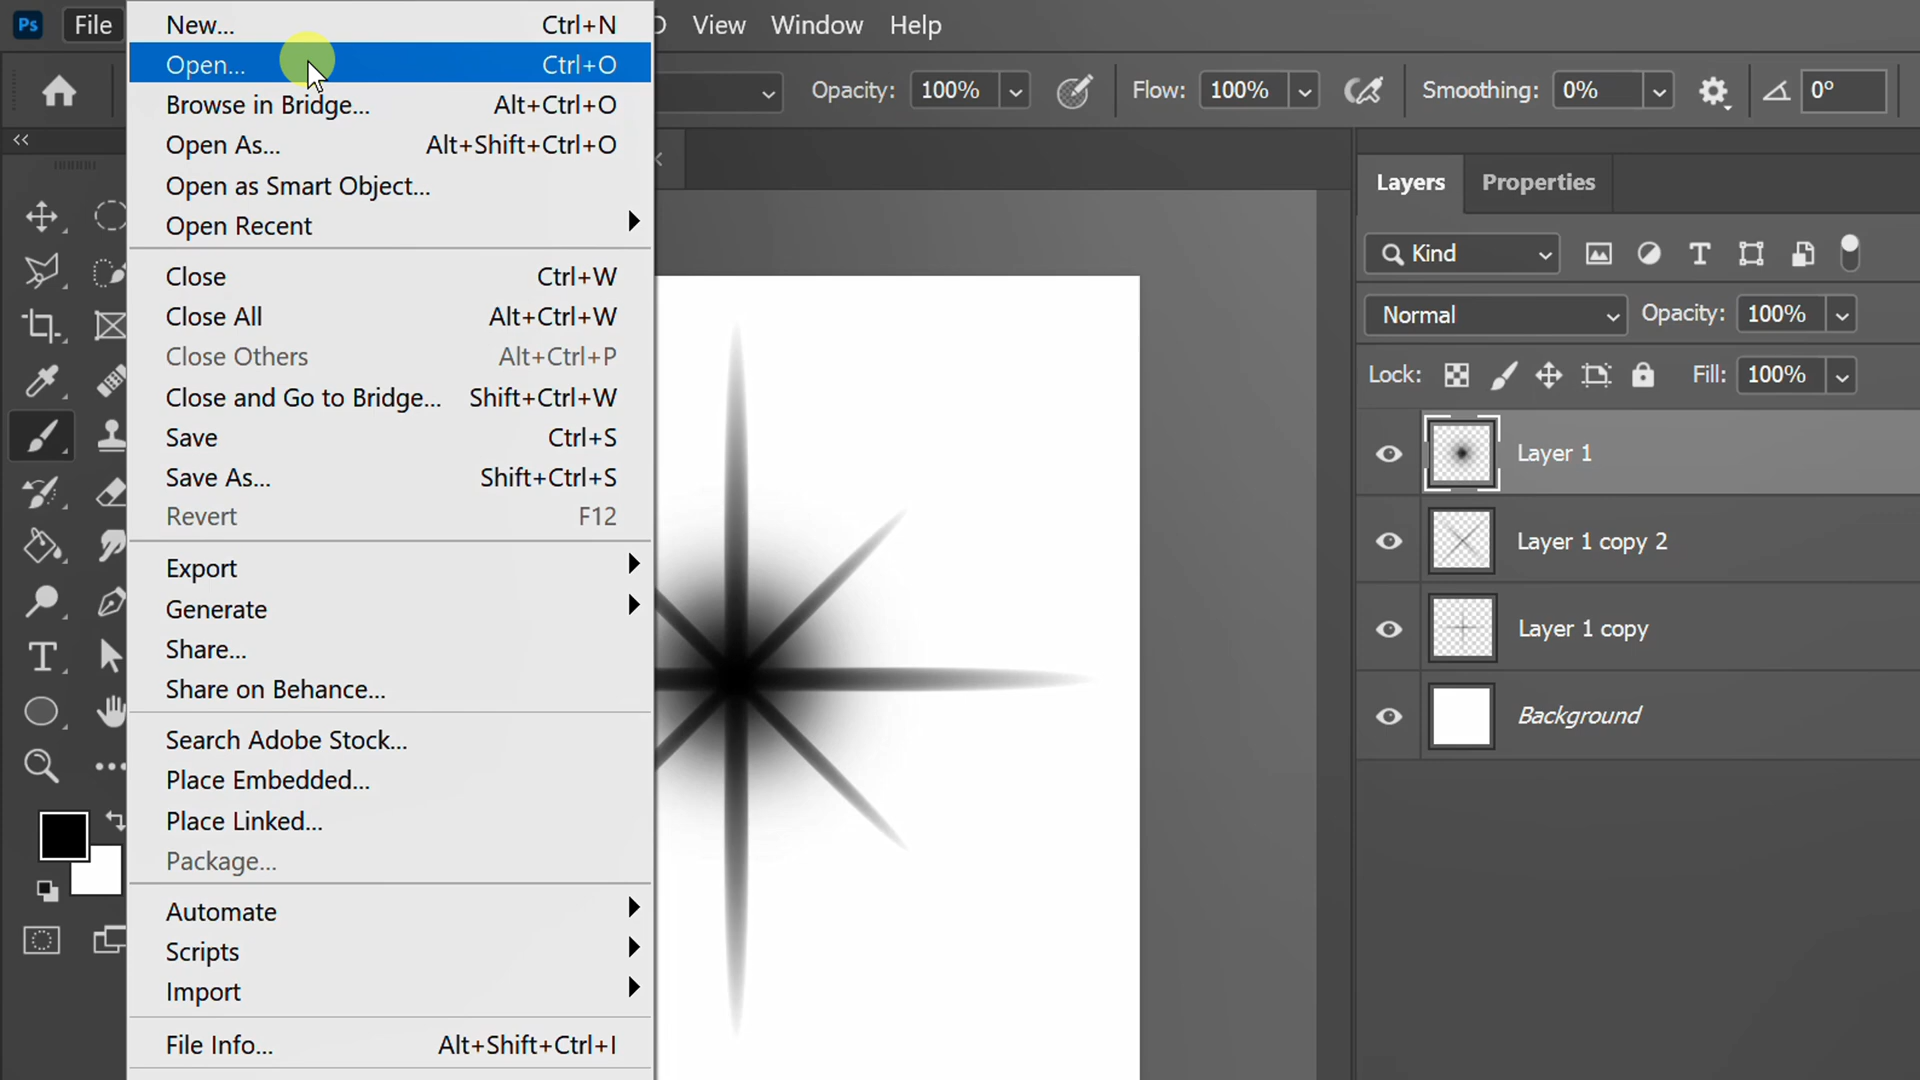 Ps
File
View
Window
Help
New... Ctrl+N
Open... Ctrl+O
Browse in Bridge... Alt+Ctrl+O
Open As... Alt+Shift+Ctrl+O
Open as Smart Object...
Open Recent
Close Ctrl+W
Close All Alt+Ctrl+W
Close Others Alt+Ctrl+P
Close and Go to Bridge... Shift+Ctrl+W
Save Ctrl+S
Save As... Shift+Ctrl+S
Revert F12
Export
Generate
Share...
Share on Behance...
Search Adobe Stock...
Place Embedded...
Place Linked...
Package...
Automate
Scripts
Import
File Info... Alt+Shift+Ctrl+I
Opacity: 100%
Flow: 100%
Smoothing: 0%
0°
Layers
Properties
Kind
Normal
Opacity: 100%
Lock:
Fill: 100%
Layer 1
Layer 1 copy 2
Layer 1 copy
Background